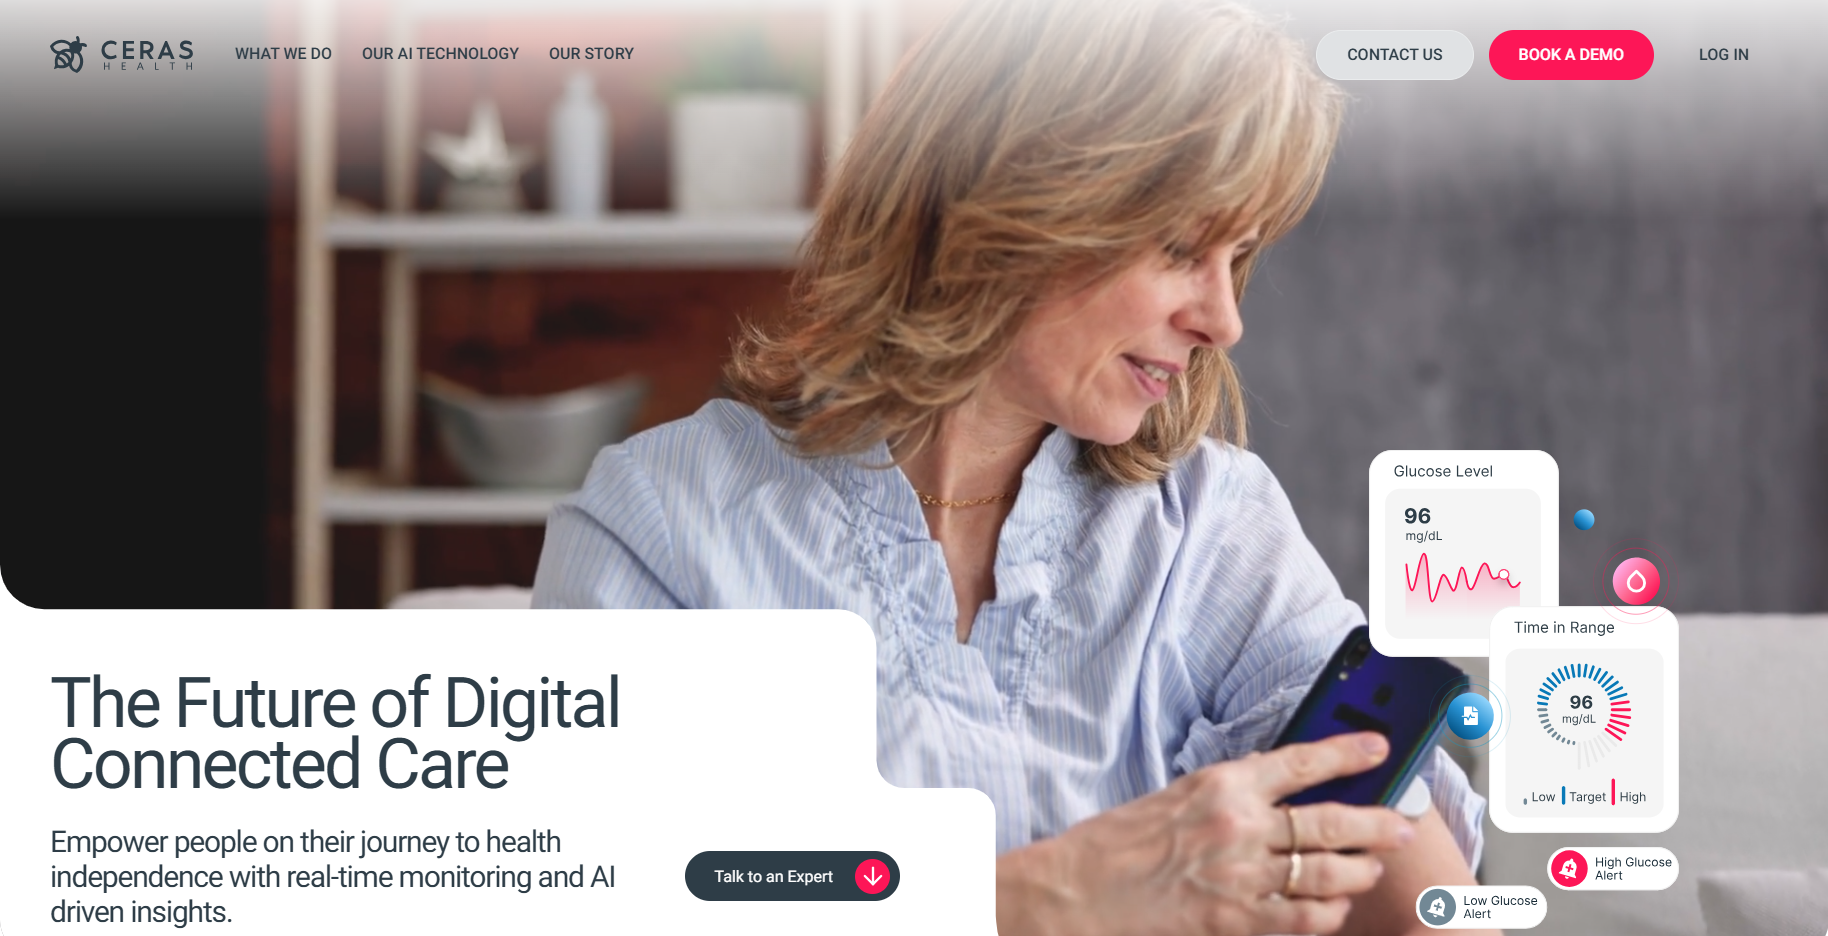 CERAS
HEALTH
WHAT WE DO
OUR AI TECHNOLOGY
OUR STORY
CONTACT US
BOOK A DEMO
LOG IN
The Future of Digital
Connected Care
Empower people on their journey to health
independence with real-time monitoring and AI
driven insights.
Talk to an Expert
Glucose Level
96
mg/dL
Time in Range
96
mg/dL
Low
Target
High
High Glucose
Alert
Low Glucose
Alert